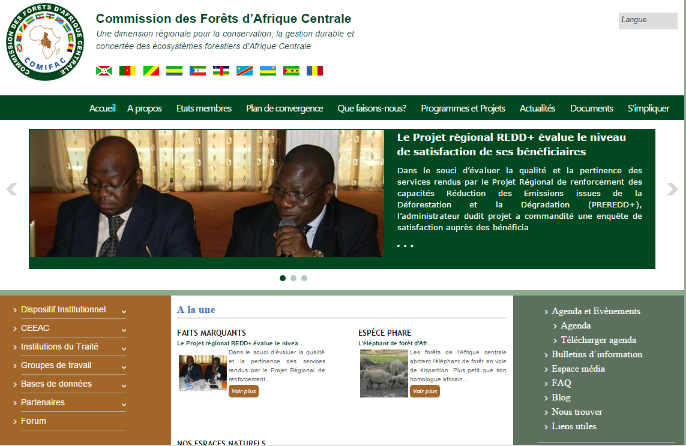 COMMISSION DES FORETS D'AFRIQUE CENTRALE
COMIFAC
Commission des Forêts d'Afrique Centrale
Une dimension régionale pour la conservation, la gestion durable et
concertée des écosystèmes forestiers d'Afrique Centrale
Langue
Accueil A propos Etats membres Plan de convergence Que faisons-nous? Programmes et Projets Actualités Documents S'impliquer
Le Projet régional REDD+ évalue le niveau
de satisfaction de ses bénéficiaires
Dans le souci d'évaluer la qualité et la pertinence des
services rendus par le Projet Régional de renforcement des
capacités Réduction des Emissions issues de la
Déforestation et la Dégradation (PREREDD+),
l'administrateur dudit projet a commandité une enquête de
satisfaction auprès des bénéficia
...
Dispositif Institutionnel
CEEAC
Institutions du Traité
Groupes de travail
Bases de données
Partenaires
Forum
A la une
FAITS MARQUANTS
Le Projet régional REDD+ évalue le nivea...
Dans le souci d'évaluer la qualité
et la pertinence des services
rendus par le Projet Régional de
renforcement...
Voir plus
ESPÈCE PHARE
L'éléphant de forêt d'Afr...
Les forêts de l'Afrique centrale
abritent l'éléphant de forêt en voie
de disparition. Plus petit que son
homologue africain...
Voir plus
NOS ESPACES NATURELS
Agenda et Evènements
Agenda
Télécharger agenda
Bulletins d'information
Espace média
FAQ
Blog
Nous trouver
Liens utiles